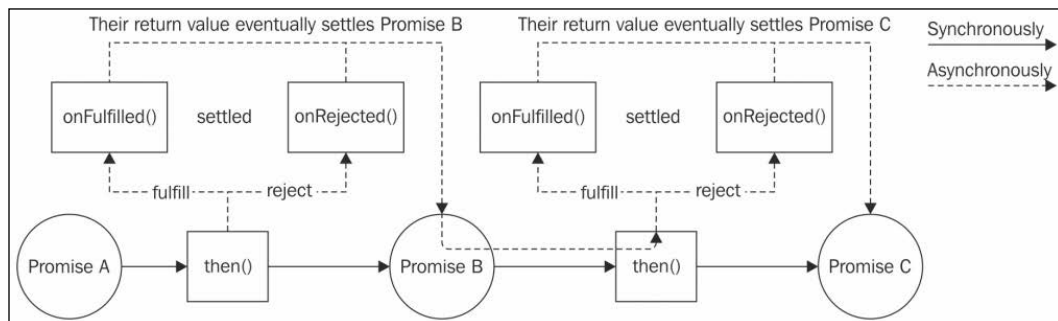 Their return value eventually settles Promise B
Their return value eventually settles Promise C
Synchronously
Asynchronously
onFulfilled()
settled
onRejected()
onFulfilled()
settled
onRejected()
fulfill
reject
fulfill
reject
Promise A
then()
Promise B
then()
Promise C